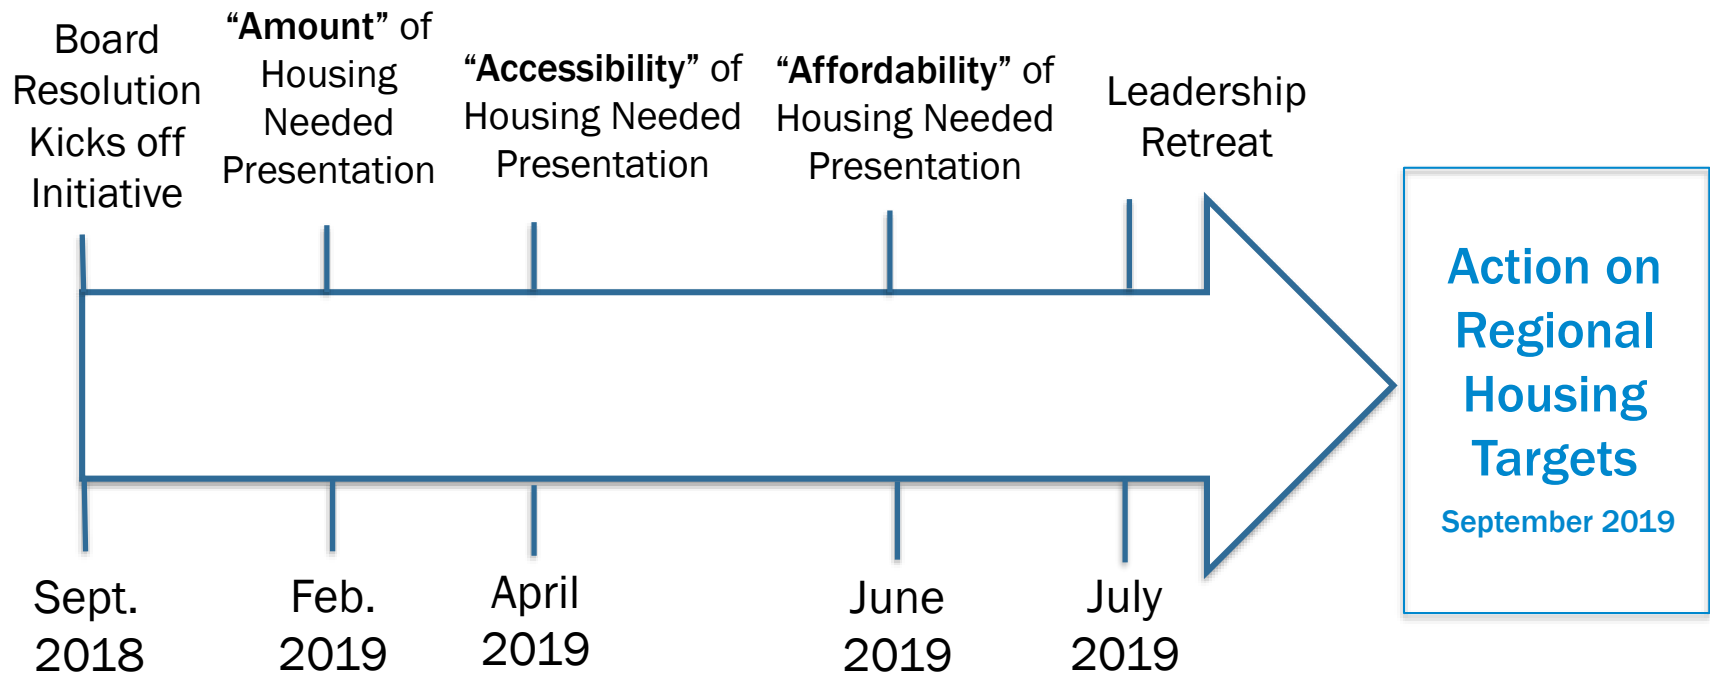 Board
Resolution
Kicks off
Initiative
“Amount” of
Housing
Needed
Presentation
“Accessibility” of
Housing Needed
Presentation
“Affordability” of
Housing Needed
Presentation
Leadership
Retreat
Action on
Regional
Housing
Targets
September 2019
Sept.
2018
Feb.
2019
April
2019
June
2019
July
2019